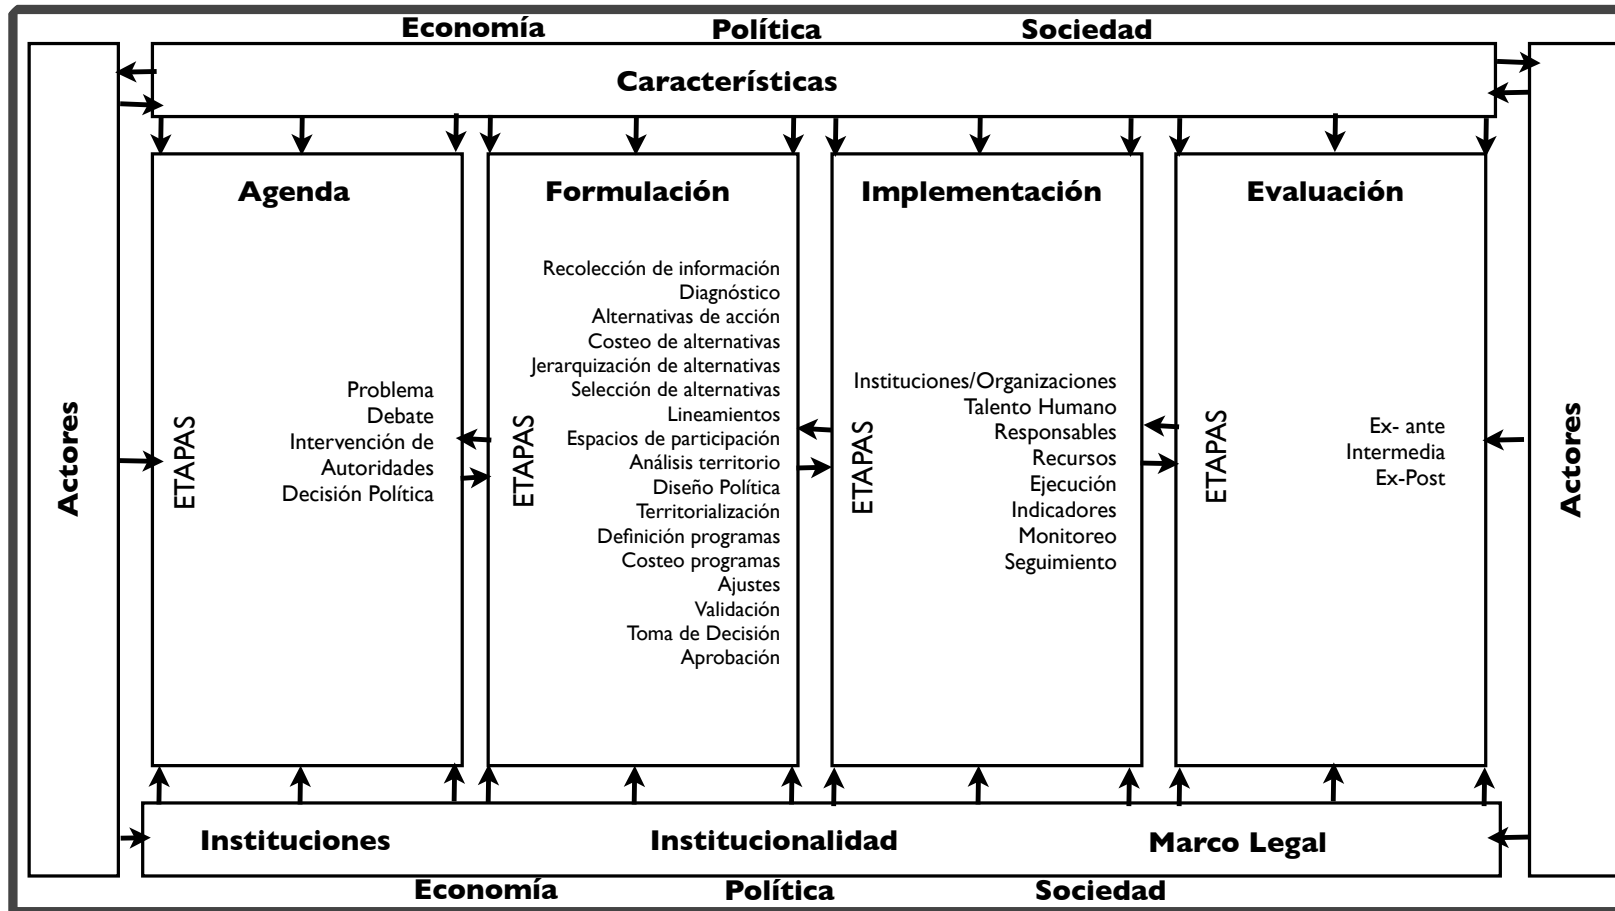 Economía Política Sociedad
Características
Actores
Agenda
ETAPAS
Problema
Debate
Intervención de
Autoridades
Decisión Política
Formulación
ETAPAS
Recolección de información
Diagnóstico
Alternativas de acción
Costeo de alternativas
Jerarquización de alternativas
Selección de alternativas
Lineamientos
Espacios de participación
Análisis territorio
Diseño Política
Territorialización
Definición programas
Costeo programas
Ajustes
Validación
Toma de Decisión
Aprobación
Implementación
ETAPAS
Instituciones/Organizaciones
Talento Humano
Responsables
Recursos
Ejecución
Indicadores
Monitoreo
Seguimiento
Evaluación
ETAPAS
Ex- ante
Intermedia
Ex-Post
Actores
Instituciones Institucionalidad Marco Legal
Economía Política Sociedad